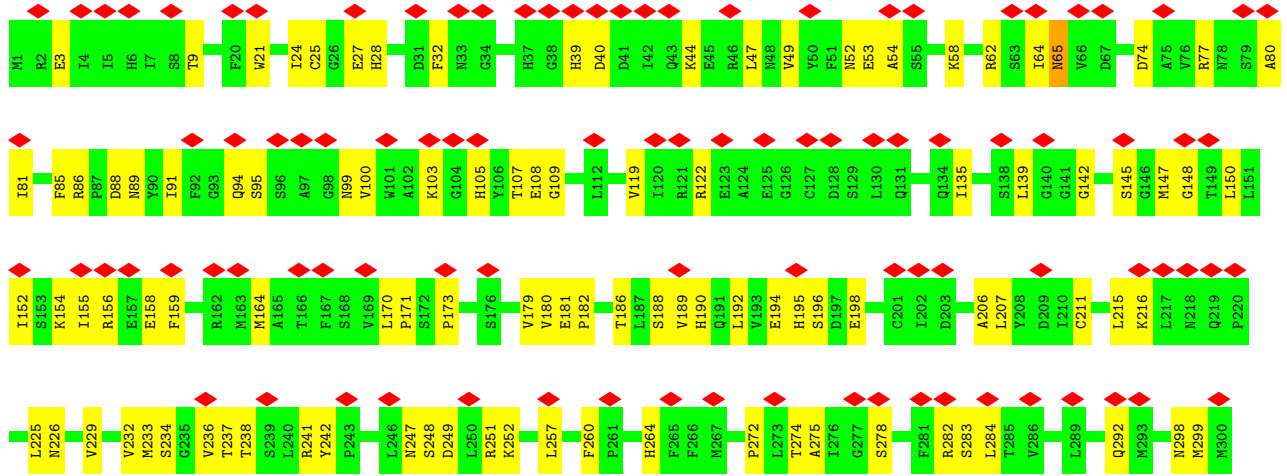 M1 R2 E3 I4 I5 H6 I7 S8 T9 F20 W21 I24 C25 G26 E27 H28 D31 F32 N33 G34 H37 G38 H39 D40 D41 I42 Q43 K44 E45 R46 L47 N48 V49 Y50 F51 N52 E53 A54 S55 K58 R62 S63 I64 N65 V66 D67 D74 A75 V76 R77 N78 S79 A80
I81 F85 R86 P87 D88 N89 Y90 I91 F92 G93 Q94 S95 S96 A97 G98 N99 V100 W101 A102 K103 G104 H105 Y106 T107 E108 G109 L112 V119 I120 R121 R122 E123 A124 E125 G126 C127 D128 S129 L130 Q131 Q134 I135 S138 L139 G140 G141 G142 S145 G146 M147 G148 T149 L150 L151
I152 S153 K154 I155 R156 E157 E158 F159 R162 M163 M164 A165 T166 F167 S168 V169 L170 P171 S172 P173 S176 V179 V180 E181 P182 T186 L187 S188 V189 H190 Q191 L192 V193 E194 H195 S196 D197 E198 C201 I202 D203 A206 L207 Y208 D209 I210 C211 L215 K216 L217 N218 Q219 P220
L225 N226 V229 V232 M233 S234 G235 V236 T237 T238 S239 L240 R241 Y242 P243 L246 N247 S248 D249 L250 R251 K252 L257 F260 P261 H264 F265 F266 M267 P272 L273 T274 A275 I276 G277 S278 F281 R282 S283 L284 T285 V286 L289 Q292 M293 N298 M299 M300